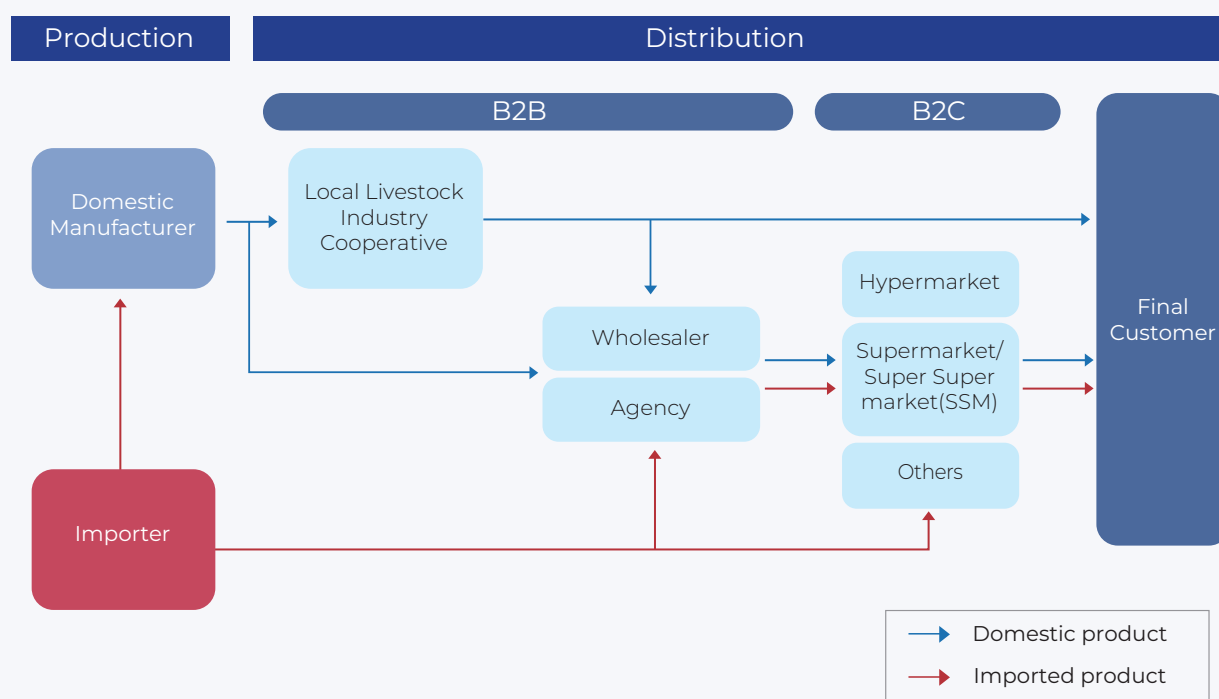 Production
Distribution
B2B
B2C
Domestic
Manufacturer
Local Livestock
Industry
Cooperative
Wholesaler
Agency
Hypermarket
Supermarket/
Super Super
market(SSM)
Others
Final
Customer
Importer
Domestic product
Imported product